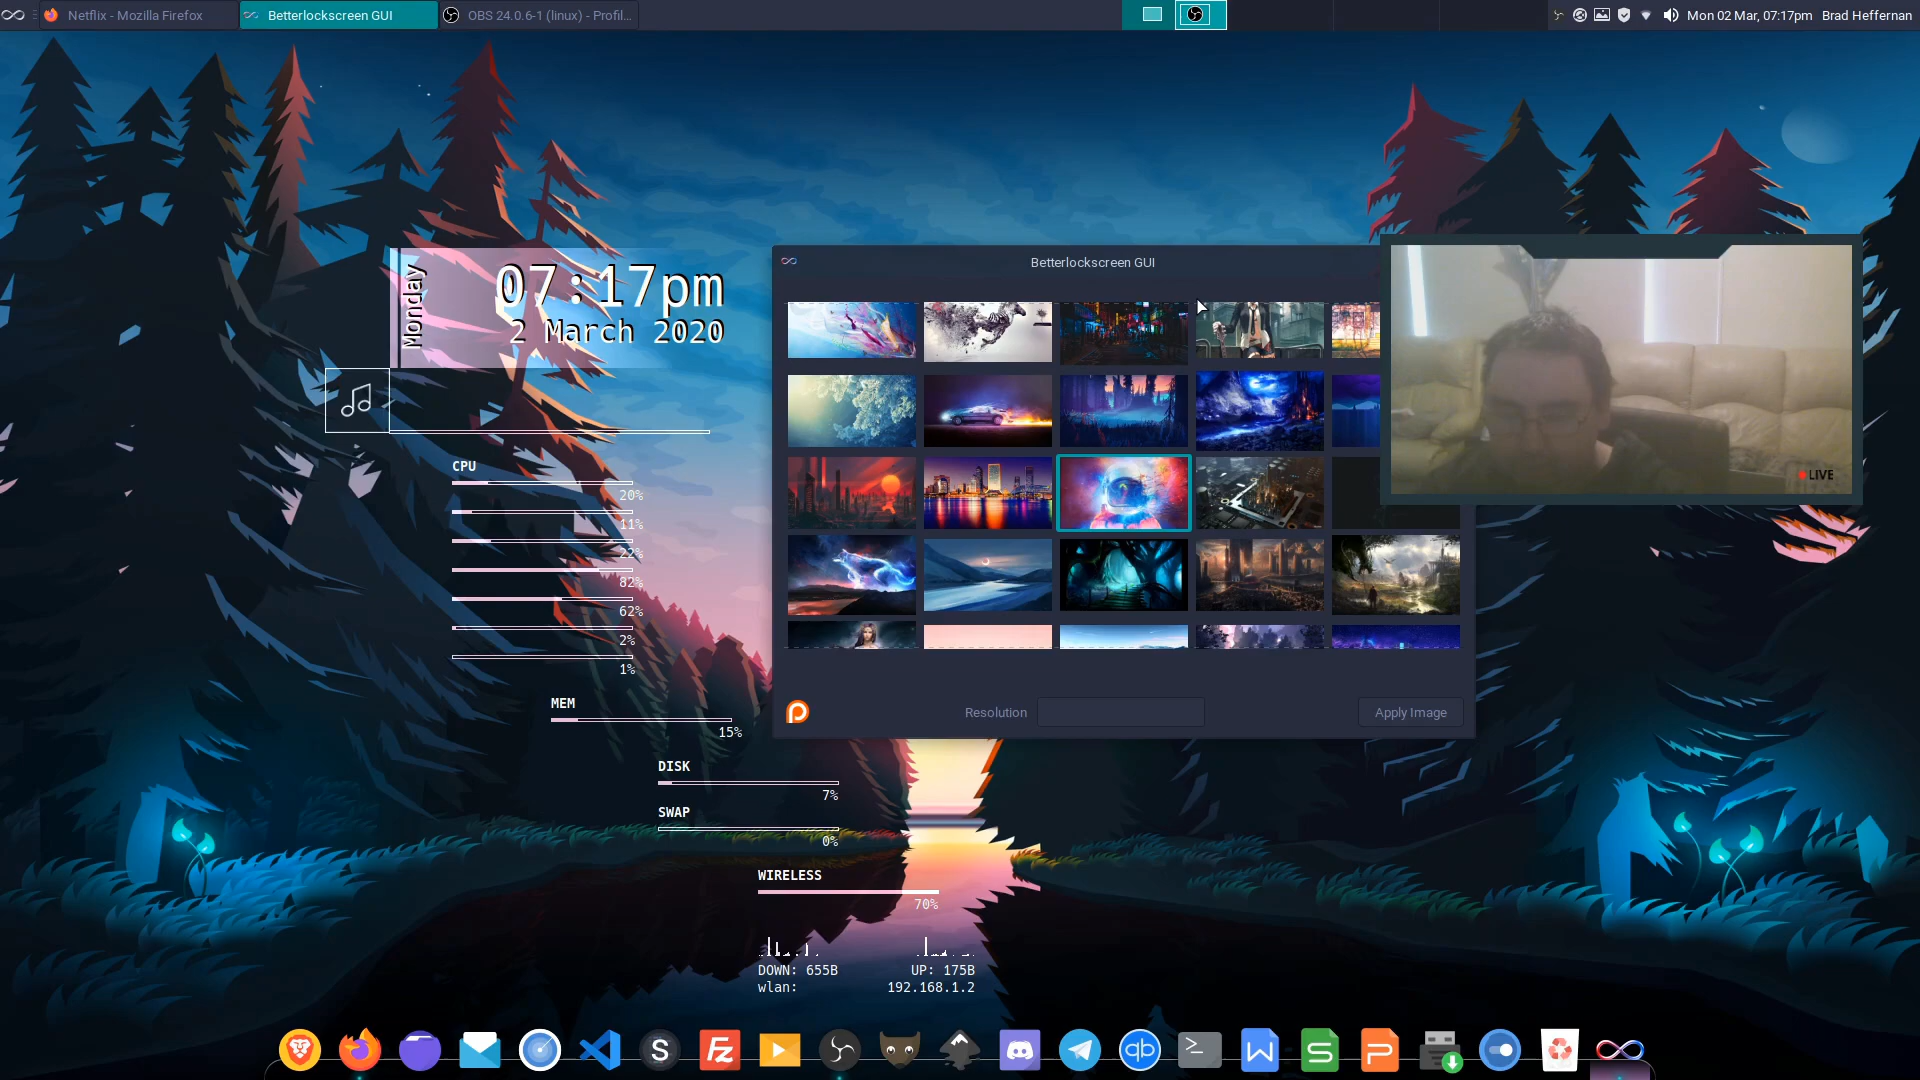 Netflix - Mozilla Firefox
Betterlockscreen GUI
OBS 24.0.6-1 (linux) - Profil...
Mon 02 Mar, 07:17pm
Brad Heffernan
Monday
07:17pm
2 March 2020
Betterlockscreen GUI
LIVE
CPU
20%
11%
22%
82%
62%
2%
1%
MEM
15%
Resolution
Apply Image
DISK
7%
SWAP
0%
WIRELESS
70%
DOWN: 655B
UP: 175B
wlan:
192.168.1.2
S
Fz
qb
W
S
P